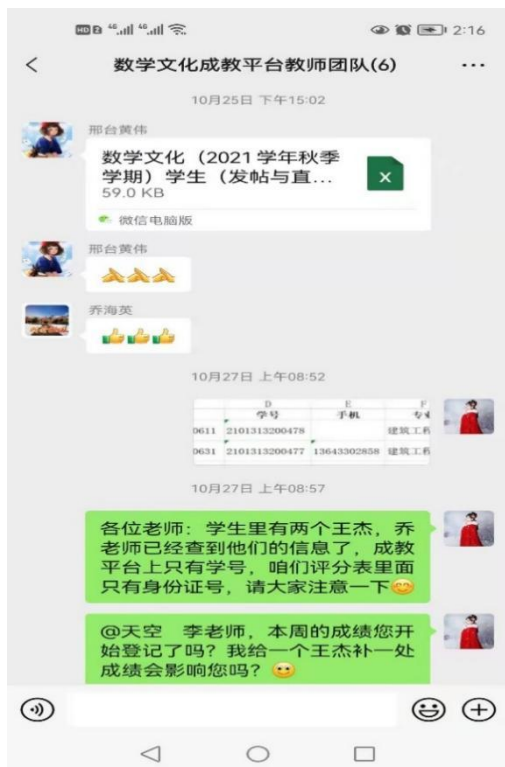 HD 2 46 46 2:16
< 数学文化成教平台教师团队(6) ...
10月25日 下午15:02
邢台黄伟
数学文化（2021学年秋季
学期）学生（发帖与直...
59.0 KB
X
微信电脑版
邢台黄伟
乔海英
10月27日 上午08:52
D E F
学号 手机 专业
0611 2101313200478 建筑工程
0631 2101313200477 13643302858 建筑工程
10月27日 上午08:57
各位老师：学生里有两个王杰，乔
老师已经查到他们的信息了，成教
平台上只有学号，咱们评分表里面
只有身份证号，请大家注意一下
@天空 李老师，本周的成绩您开
始登记了吗？我给一个王杰补一处
成绩会影响您吗？